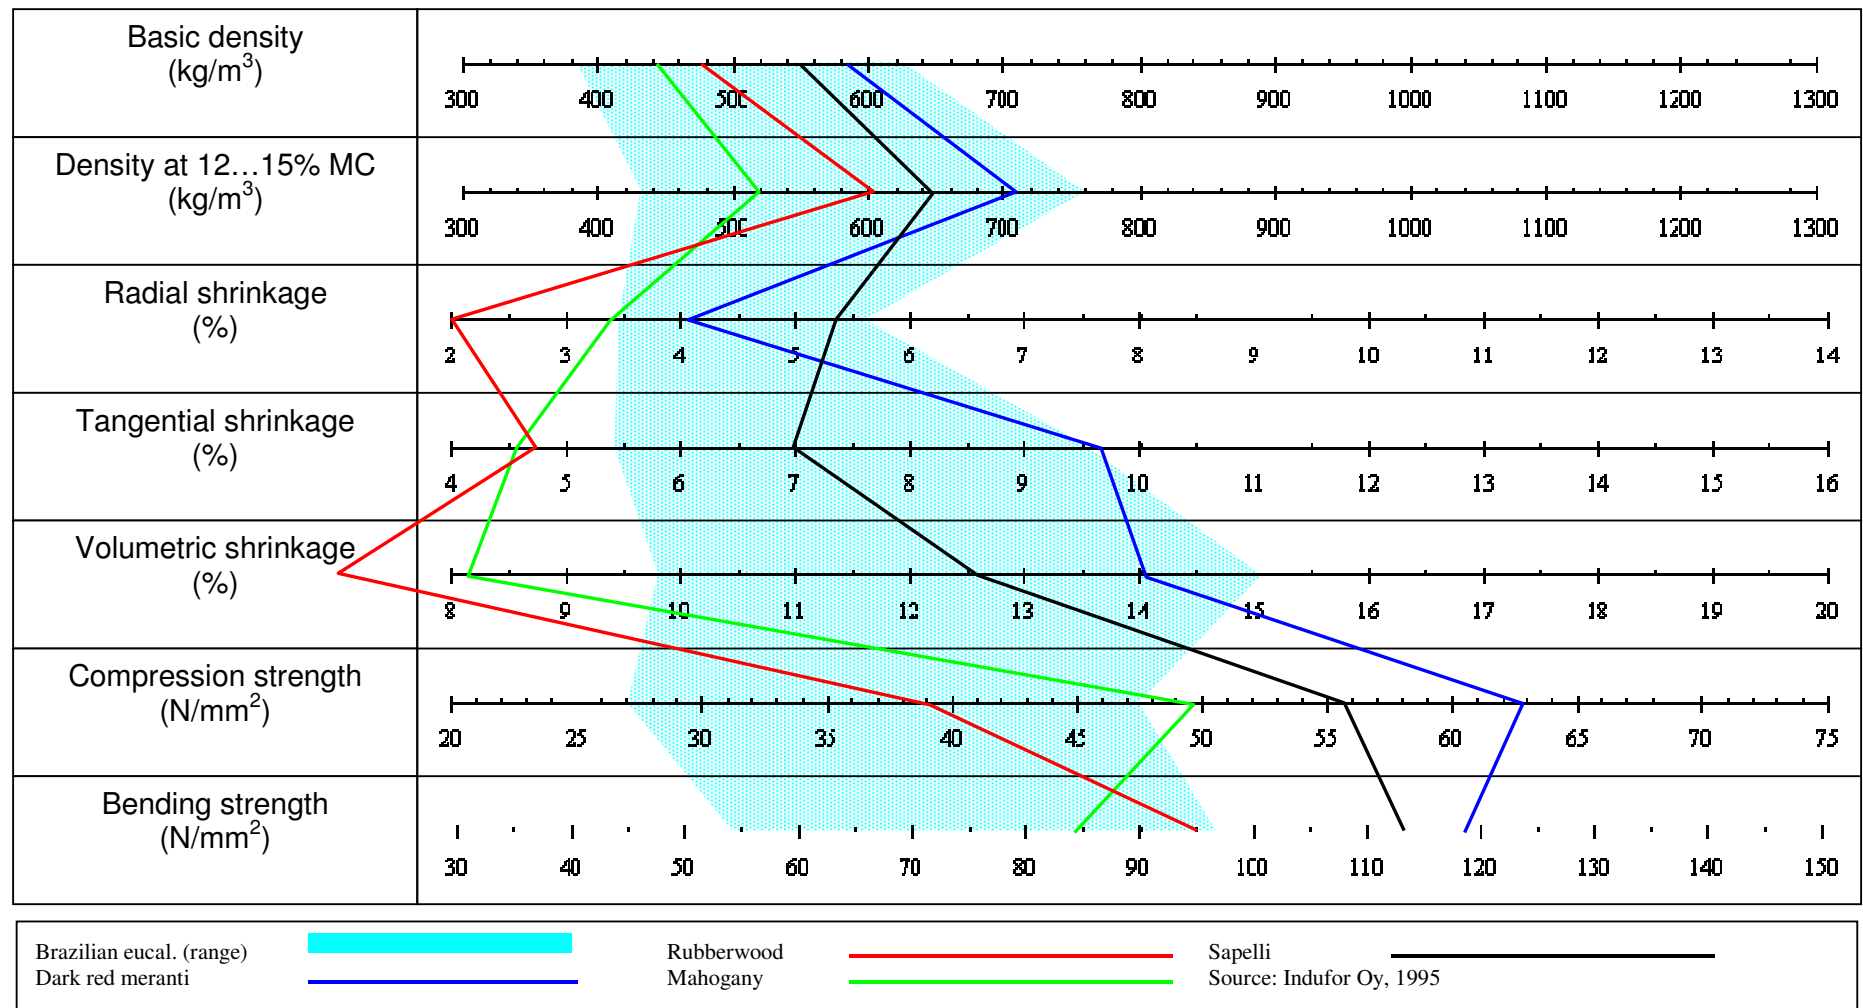 Basic density
(kg/m³)
300 400 500 600 700 800 900 1000 1100 1200 1300
Density at 12…15% MC
(kg/m³)
300 400 500 600 700 800 900 1000 1100 1200 1300
Radial shrinkage
(%)
2 3 4 5 6 7 8 9 10 11 12 13 14
Tangential shrinkage
(%)
4 5 6 7 8 9 10 11 12 13 14 15 16
Volumetric shrinkage
(%)
8 9 10 11 12 13 14 15 16 17 18 19 20
Compression strength
(N/mm²)
20 25 30 35 40 45 50 55 60 65 70 75
Bending strength
(N/mm²)
30 40 50 60 70 80 90 100 110 120 130 140 150
Brazilian eucal. (range) Rubberwood Sapelli
Dark red meranti Mahogany Source: Indufor Oy, 1995